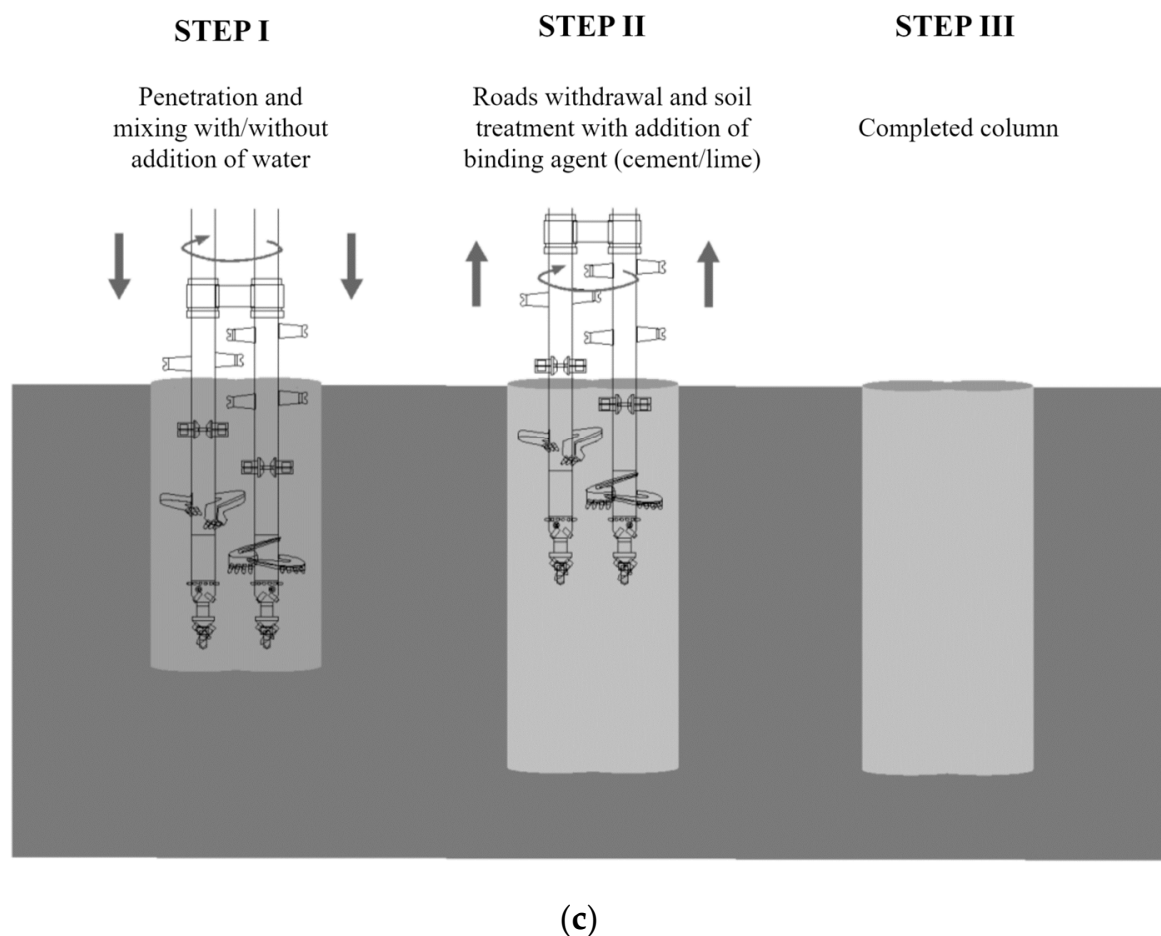 STEP I
Penetration and
mixing with/without
addition of water
STEP II
Roads withdrawal and soil
treatment with addition of
binding agent (cement/lime)
STEP III
Completed column
(c)